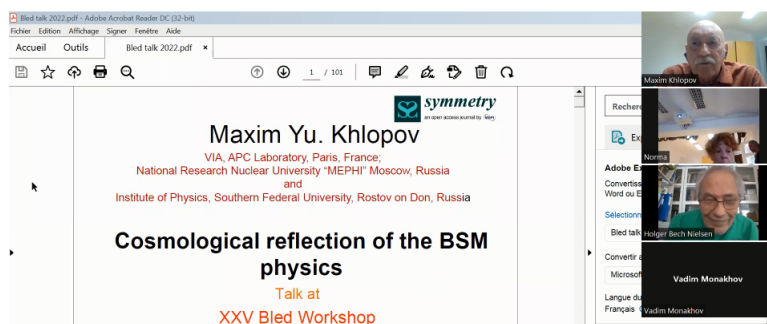 Bled talk 2022.pdf - Adobe Acrobat Reader DC (32-bit)
Fichier Edition Affichage Signer Fenêtre Aide
Accueil Outils Bled talk 2022.pdf ×
1 / 101
symmetry
an open access journal by MDPI
Maxim Yu. Khlopov
VIA, APC Laboratory, Paris, France;
National Research Nuclear University “MEPHI” Moscow, Russia
and
Institute of Physics, Southern Federal University, Rostov on Don, Russia
Cosmological reflection of the BSM
physics
Talk at
XXV Bled Workshop
Recherc
Ex
Adobe Ex
Convertiss
Word ou E
Sélectionn
Bled talk
Convertir a
Microsof
Langue du
Français
Maxim Khlopov
Norma
Holger Bech Nielsen
Vadim Monakhov
Vadim Monakhov